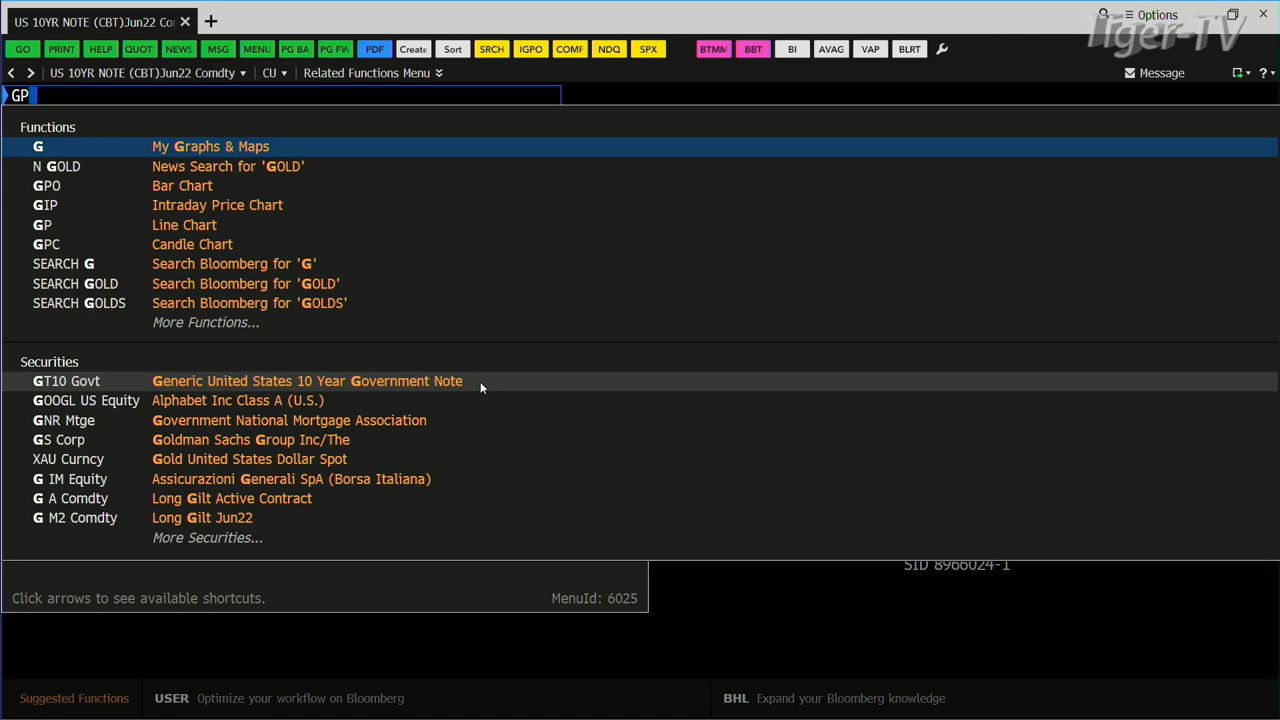 US 10YR NOTE (CBT)Jun22 Co
Options
Tiger-TV
GO PRINT HELP QUOT NEWS MSG MENU PG BA PG FW PDF Create Sort SRCH IGPO COMF NDQ SPX BTMM BBT BI AVAG VAP BLRT
US 10YR NOTE (CBT)Jun22 Comdty CU Related Functions Menu Message ?
GP
Functions
G My Graphs & Maps
N GOLD News Search for 'GOLD'
GPO Bar Chart
GIP Intraday Price Chart
GP Line Chart
GPC Candle Chart
SEARCH G Search Bloomberg for 'G'
SEARCH GOLD Search Bloomberg for 'GOLD'
SEARCH GOLDS Search Bloomberg for 'GOLDS'
More Functions...
Securities
GT10 Govt Generic United States 10 Year Government Note
GOOGL US Equity Alphabet Inc Class A (U.S.)
GNR Mtge Government National Mortgage Association
GS Corp Goldman Sachs Group Inc/The
XAU Curncy Gold United States Dollar Spot
G IM Equity Assicurazioni Generali SpA (Borsa Italiana)
G A Comdty Long Gilt Active Contract
G M2 Comdty Long Gilt Jun22
More Securities...
SID 8966024-1
Click arrows to see available shortcuts. MenuId: 6025
Suggested Functions USER Optimize your workflow on Bloomberg BHL Expand your Bloomberg knowledge